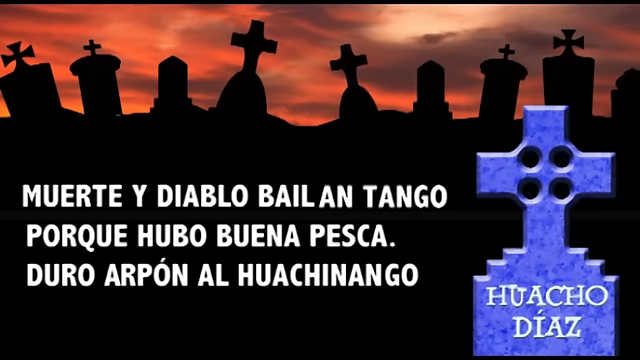 MUERTE Y DIABLO BAILAN TANGO
PORQUE HUBO BUENA PESCA.
DURO ARPÓN AL HUACHINANGO
HUACHO
DÍAZ